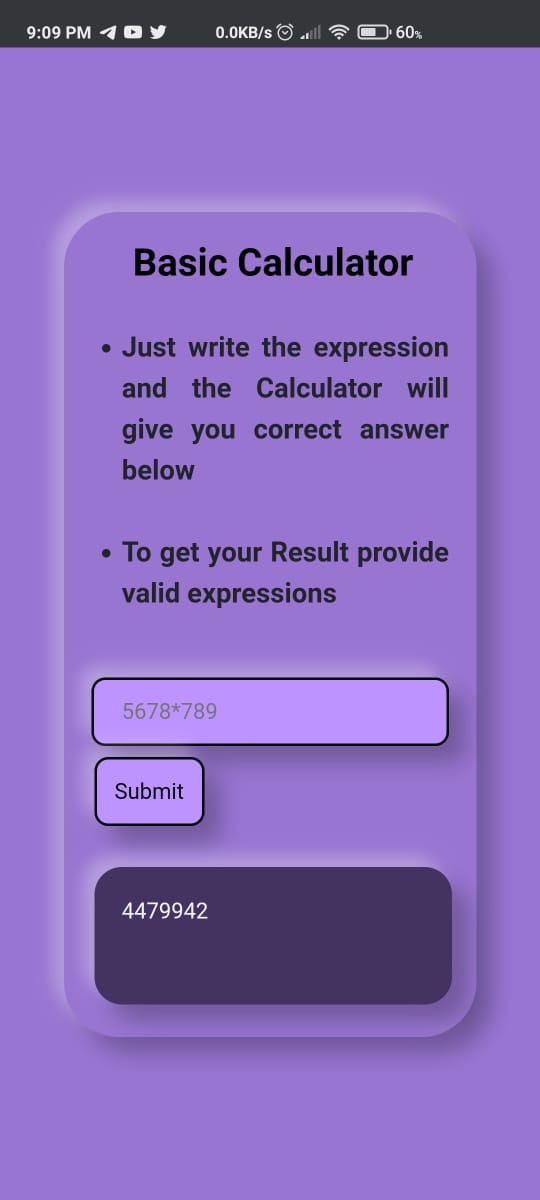 9:09 PM 0.0KB/s 60%
Basic Calculator
• Just write the expression
and the Calculator will
give you correct answer
below
• To get your Result provide
valid expressions
5678*789
Submit
4479942